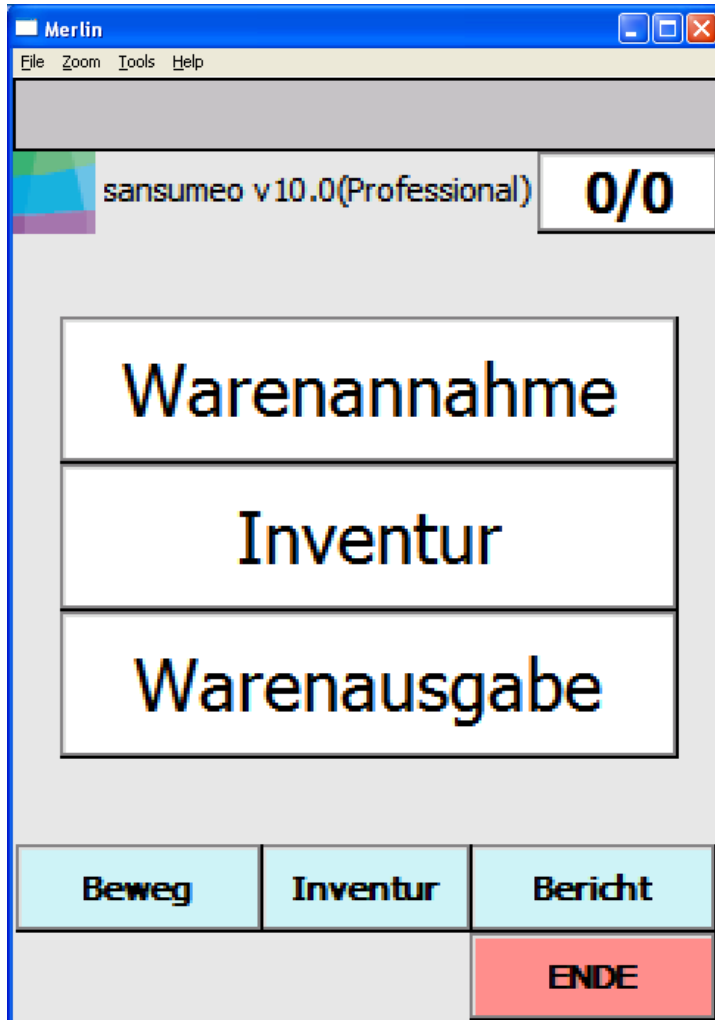 Merlin
File Zoom Tools Help
sansumeo v10.0(Professional) 0/0
Warenannahme
Inventur
Warenausgabe
Beweg Inventur Bericht
ENDE